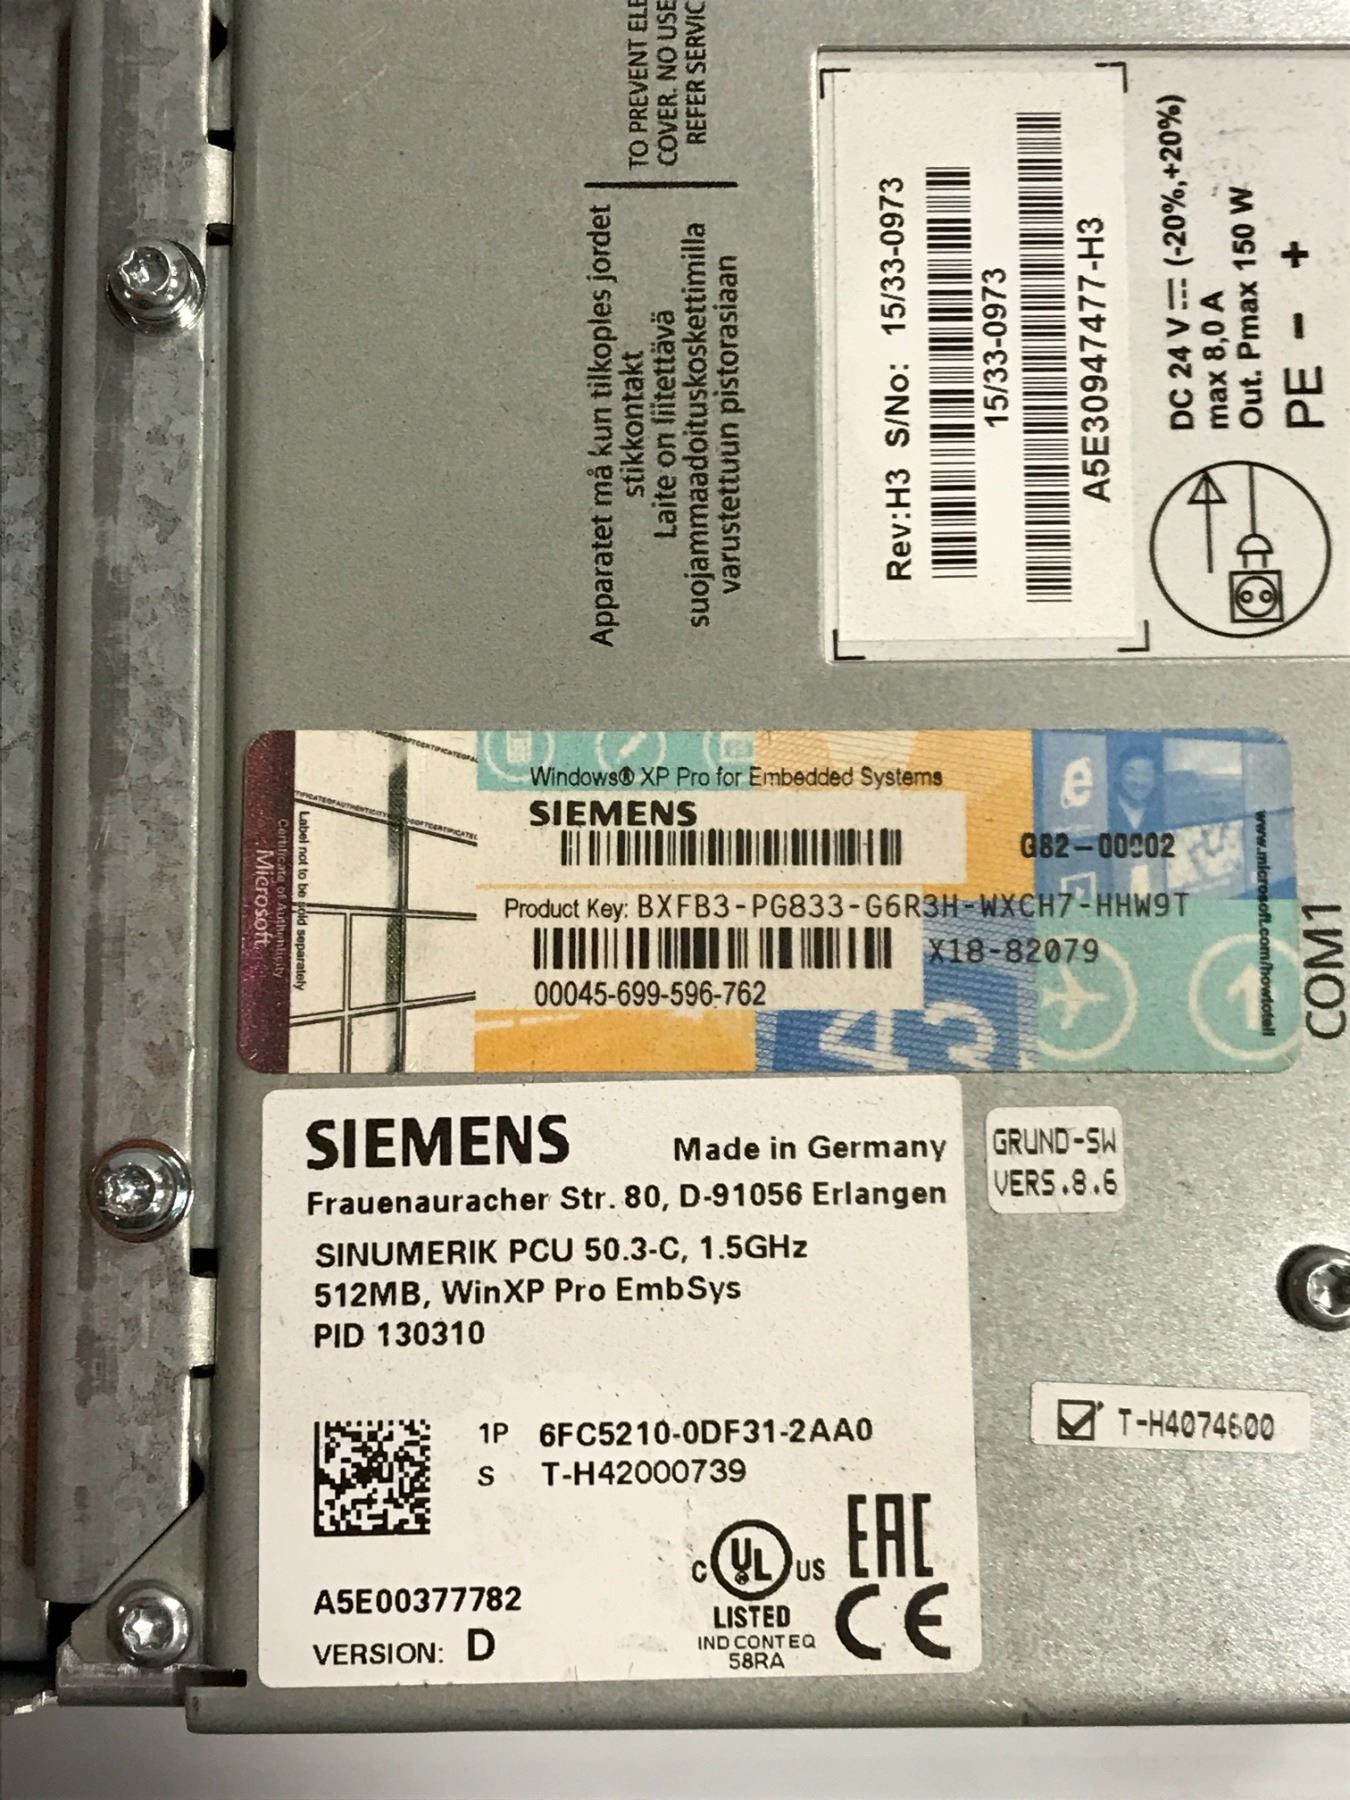 TO PREVENT
COVER. NO USE
REFER SERVIC
Apparatet må kun tilkoples jordet
stikkontakt
Laite on liitettävä
suojammaadoituskoskettimilla
varustettuun pistorasiaan
Rev:H3 S/No: 15/33-0973
15/33-0973
A5E30947477-H3
DC 24 V (-20%,+20%)
max 8,0 A
Out. Pmax 150 W
PE - +
Label not to be sold separately
Certificate of Authenticity
Microsoft
Windows® XP Pro for Embedded Systems
SIEMENS
G82-00002
Product Key: BXFB3-PG833-G6R3H-WXCH7-HHW9T
X18-82079
00045-699-596-762
www.microsoft.com/howtotell
COM1
SIEMENS
Made in Germany
Frauenauracher Str. 80, D-91056 Erlangen
SINUMERIK PCU 50.3-C, 1.5GHz
512MB, WinXP Pro EmbSys
PID 130310
1P 6FC5210-0DF31-2AA0
S T-H42000739
A5E00377782
VERSION: D
C UL US
LISTED
IND CONT EQ
58RA
EAC
CE
GRUND-SW
VERS.8.6
T-H4074600